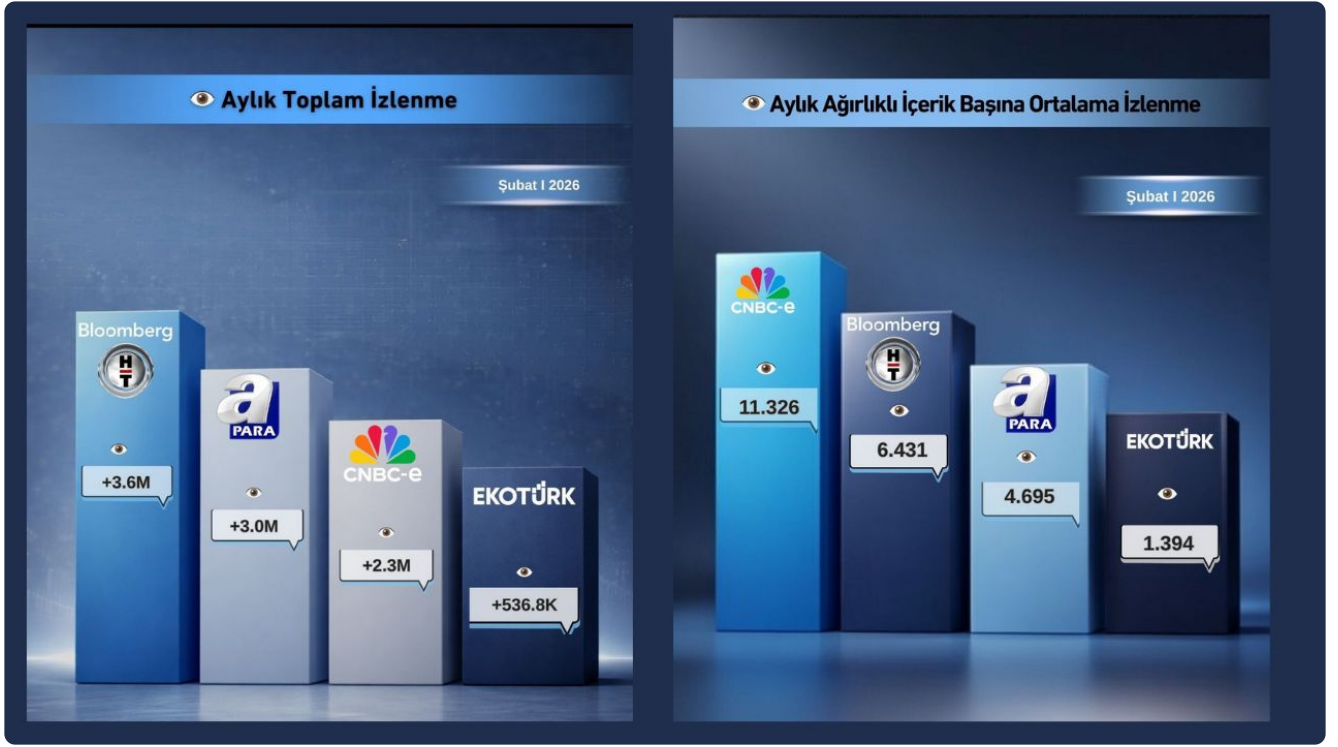 Aylık Toplam İzlenme
Şubat I 2026
Bloomberg
HT
+3.6M
a
PARA
+3.0M
CNBC-e
+2.3M
EKOTÜRK
+536.8K
Aylık Ağırlıklı İçerik Başına Ortalama İzlenme
Şubat I 2026
CNBC-e
11.326
Bloomberg
HT
6.431
a
PARA
4.695
EKOTÜRK
1.394